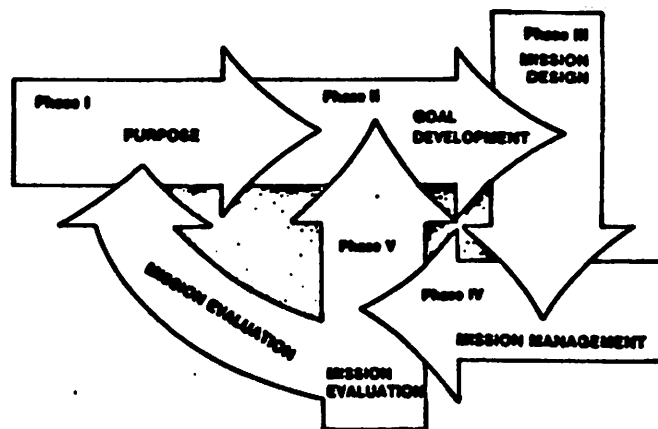 Phase I
PURPOSE
Phase II
GOAL
DEVELOPMENT
Phase III
MISSION
DESIGN
Phase IV
MISSION MANAGEMENT
Phase V
MISSION
EVALUATION
MISSION EVALUATION